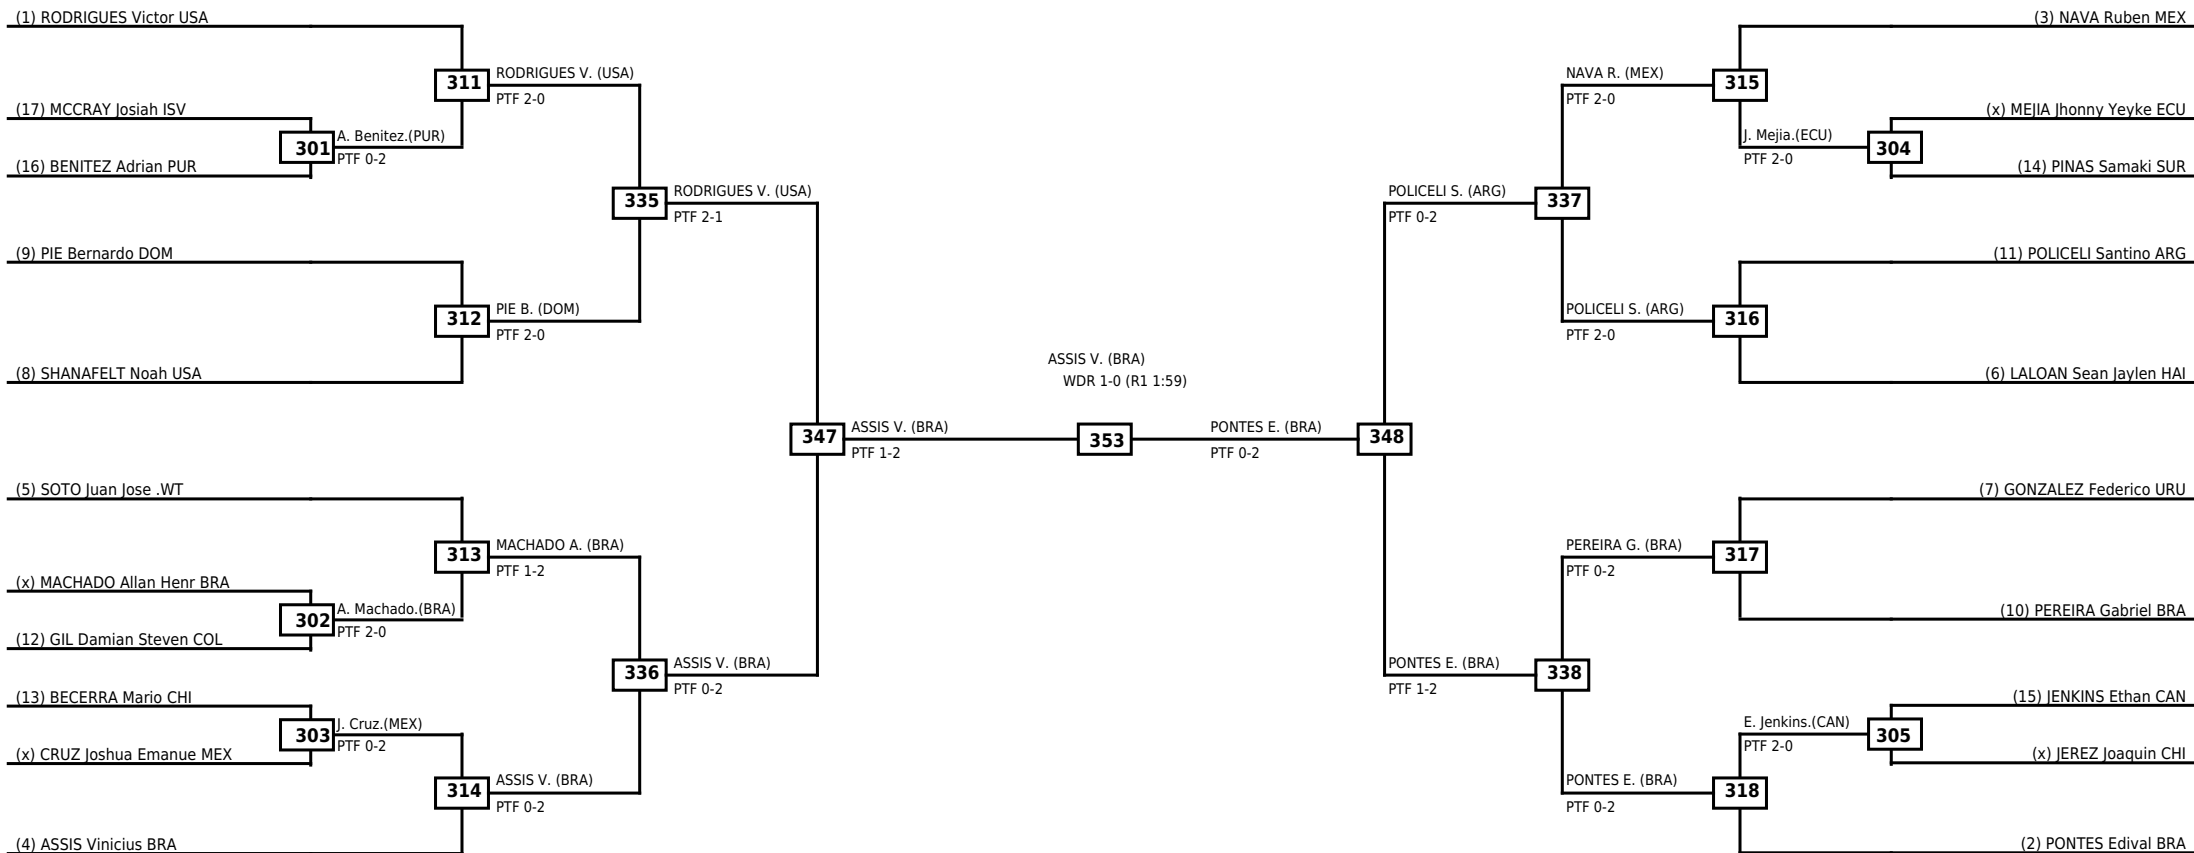 (1) RODRIGUES Victor USA
(3) NAVA Ruben MEX
311
RODRIGUES V. (USA)
PTF 2-0
NAVA R. (MEX)
PTF 2-0
315
(17) MCCRAY Josiah ISV
(x) MEJIA Jhonny Yeyke ECU
301
A. Benitez.(PUR)
PTF 0-2
J. Mejia.(ECU)
PTF 2-0
304
(16) BENITEZ Adrian PUR
(14) PINAS Samaki SUR
335
RODRIGUES V. (USA)
PTF 2-1
POLICELI S. (ARG)
PTF 0-2
337
(9) PIE Bernardo DOM
(11) POLICELI Santino ARG
312
PIE B. (DOM)
PTF 2-0
POLICELI S. (ARG)
PTF 2-0
316
(8) SHANAFELT Noah USA
(6) LALOAN Sean Jaylen HAI
ASSIS V. (BRA)
WDR 1-0 (R1 1:59)
347
ASSIS V. (BRA)
PTF 1-2
353
PONTES E. (BRA)
PTF 0-2
348
(5) SOTO Juan Jose .WT
(7) GONZALEZ Federico URU
313
MACHADO A. (BRA)
PTF 1-2
PEREIRA G. (BRA)
PTF 0-2
317
(x) MACHADO Allan Henr BRA
302
A. Machado.(BRA)
PTF 2-0
(10) PEREIRA Gabriel BRA
(12) GIL Damian Steven COL
336
ASSIS V. (BRA)
PTF 0-2
PONTES E. (BRA)
PTF 1-2
338
(13) BECERRA Mario CHI
(15) JENKINS Ethan CAN
303
J. Cruz.(MEX)
PTF 0-2
E. Jenkins.(CAN)
PTF 2-0
305
(x) CRUZ Joshua Emanue MEX
(x) JEREZ Joaquin CHI
314
ASSIS V. (BRA)
PTF 0-2
PONTES E. (BRA)
PTF 0-2
318
(4) ASSIS Vinicius BRA
(2) PONTES Edival BRA